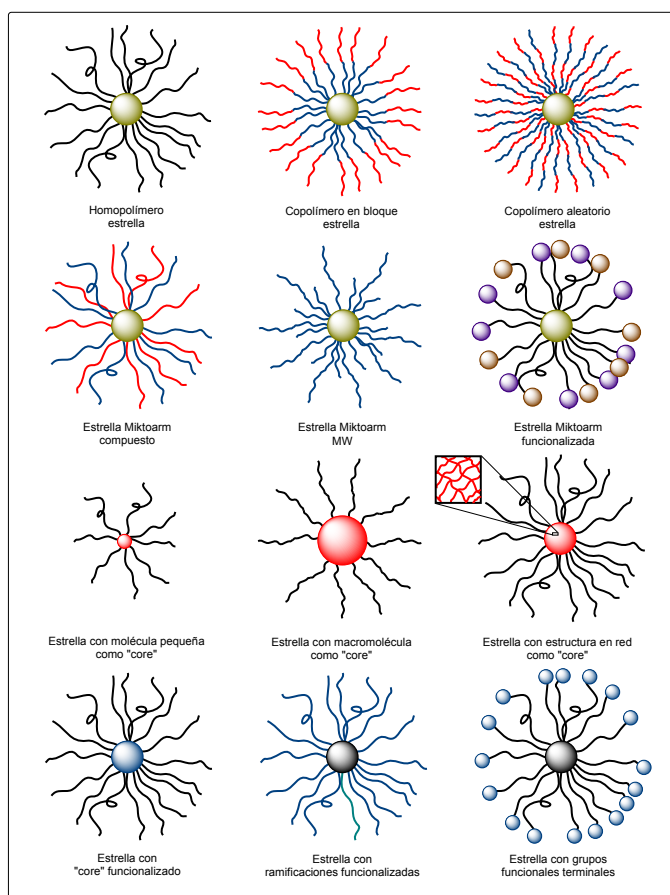 Homopolímero
estrella
Copolímero en bloque
estrella
Copolímero aleatorio
estrella
Estrella Miktoarm
compuesto
Estrella Miktoarm
MW
Estrella Miktoarm
funcionalizada
Estrella con molécula pequeña
como "core"
Estrella con macromolécula
como "core"
Estrella con estructura en red
como "core"
Estrella con
"core" funcionalizado
Estrella con
ramificaciones funcionalizadas
Estrella con grupos
funcionales terminales